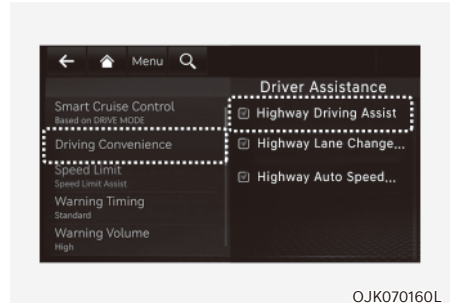 Menu
Driver Assistance
Smart Cruise Control
Based on DRIVE MODE
Driving Convenience
Speed Limit
Speed Limit Assist
Warning Timing
Standard
Warning Volume
High
Highway Driving Assist
Highway Lane Change...
Highway Auto Speed...
OJK070160L